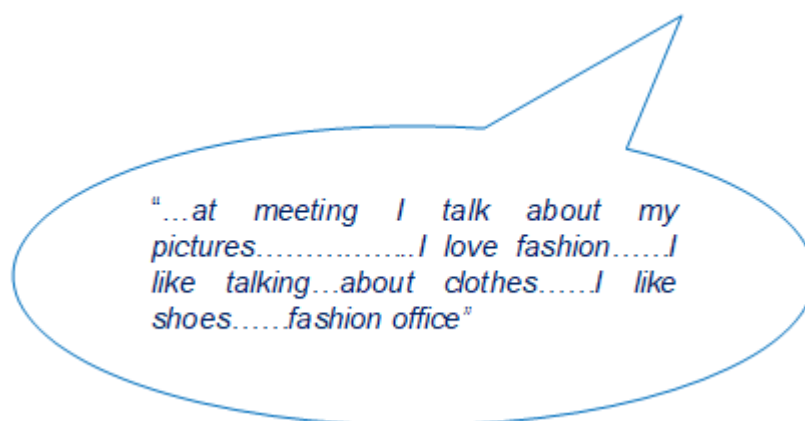 “…at meeting I talk about my
pictures……………….I love fashion……I
like talking…about clothes……I like
shoes……fashion office”